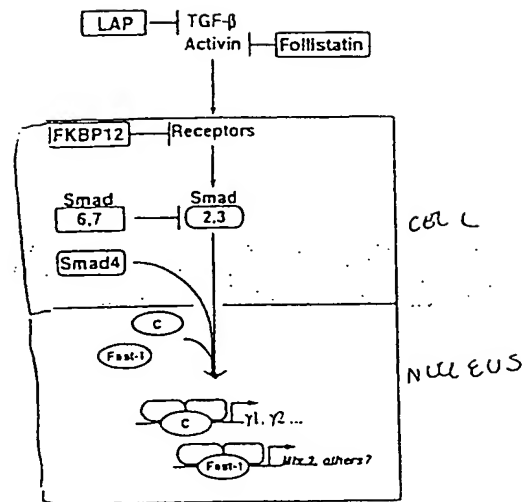 LAP TGF-β
Activin Follistatin
FKBP12 Receptors
Smad Smad
6,7 2,3
CELL
Smad4
C
Fast-1
NUCLEUS
C γ1, γ2 ...
Fast-1 Mix.2, others?